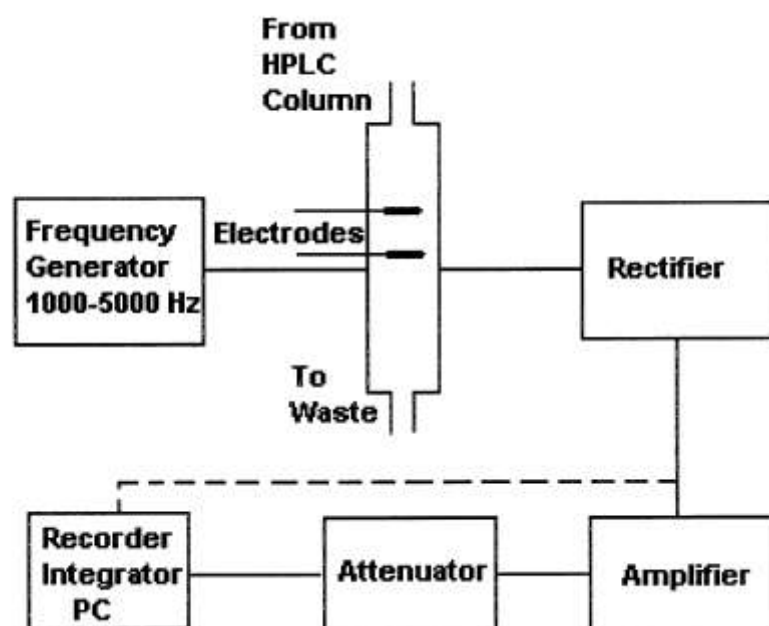 From
HPLC
Column
Frequency
Generator
1000-5000 Hz
Electrodes
Rectifier
To
Waste
Recorder
Integrator
PC
Attenuator
Amplifier